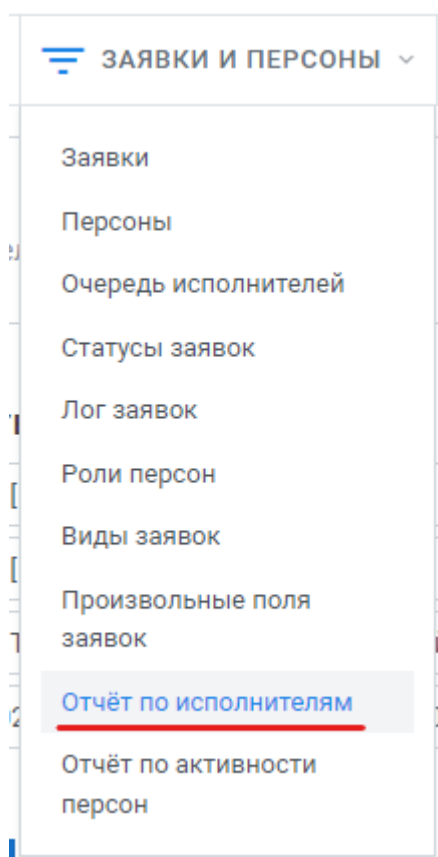 ЗАЯВКИ И ПЕРСОНЫ
Заявки
Персоны
Очередь исполнителей
Статусы заявок
Лог заявок
Роли персон
Виды заявок
Произвольные поля
заявок
Отчёт по исполнителям
Отчёт по активности
персон